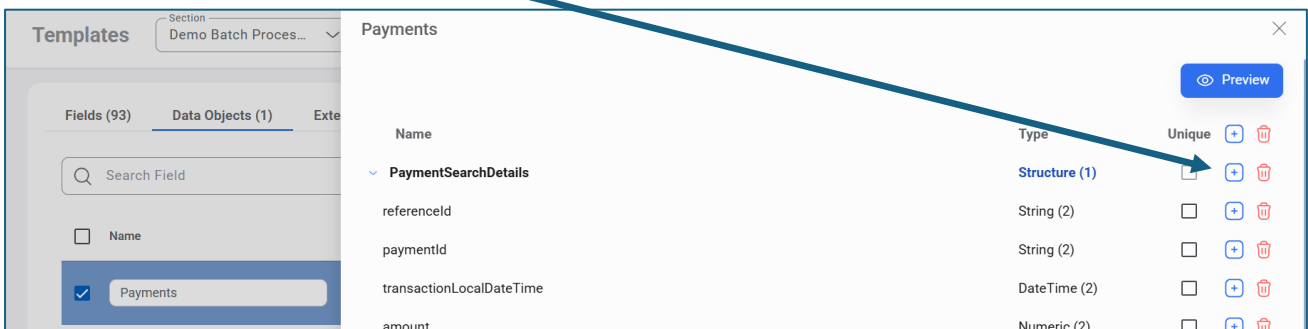 Templates
Section
Demo Batch Proces...
Payments
Preview
Fields (93)
Data Objects (1)
Exte
Name
Type
Unique
Search Field
PaymentSearchDetails
Structure (1)
referenceId
String (2)
Name
paymentId
String (2)
Payments
transactionLocalDateTime
DateTime (2)
amount
Numeric (2)